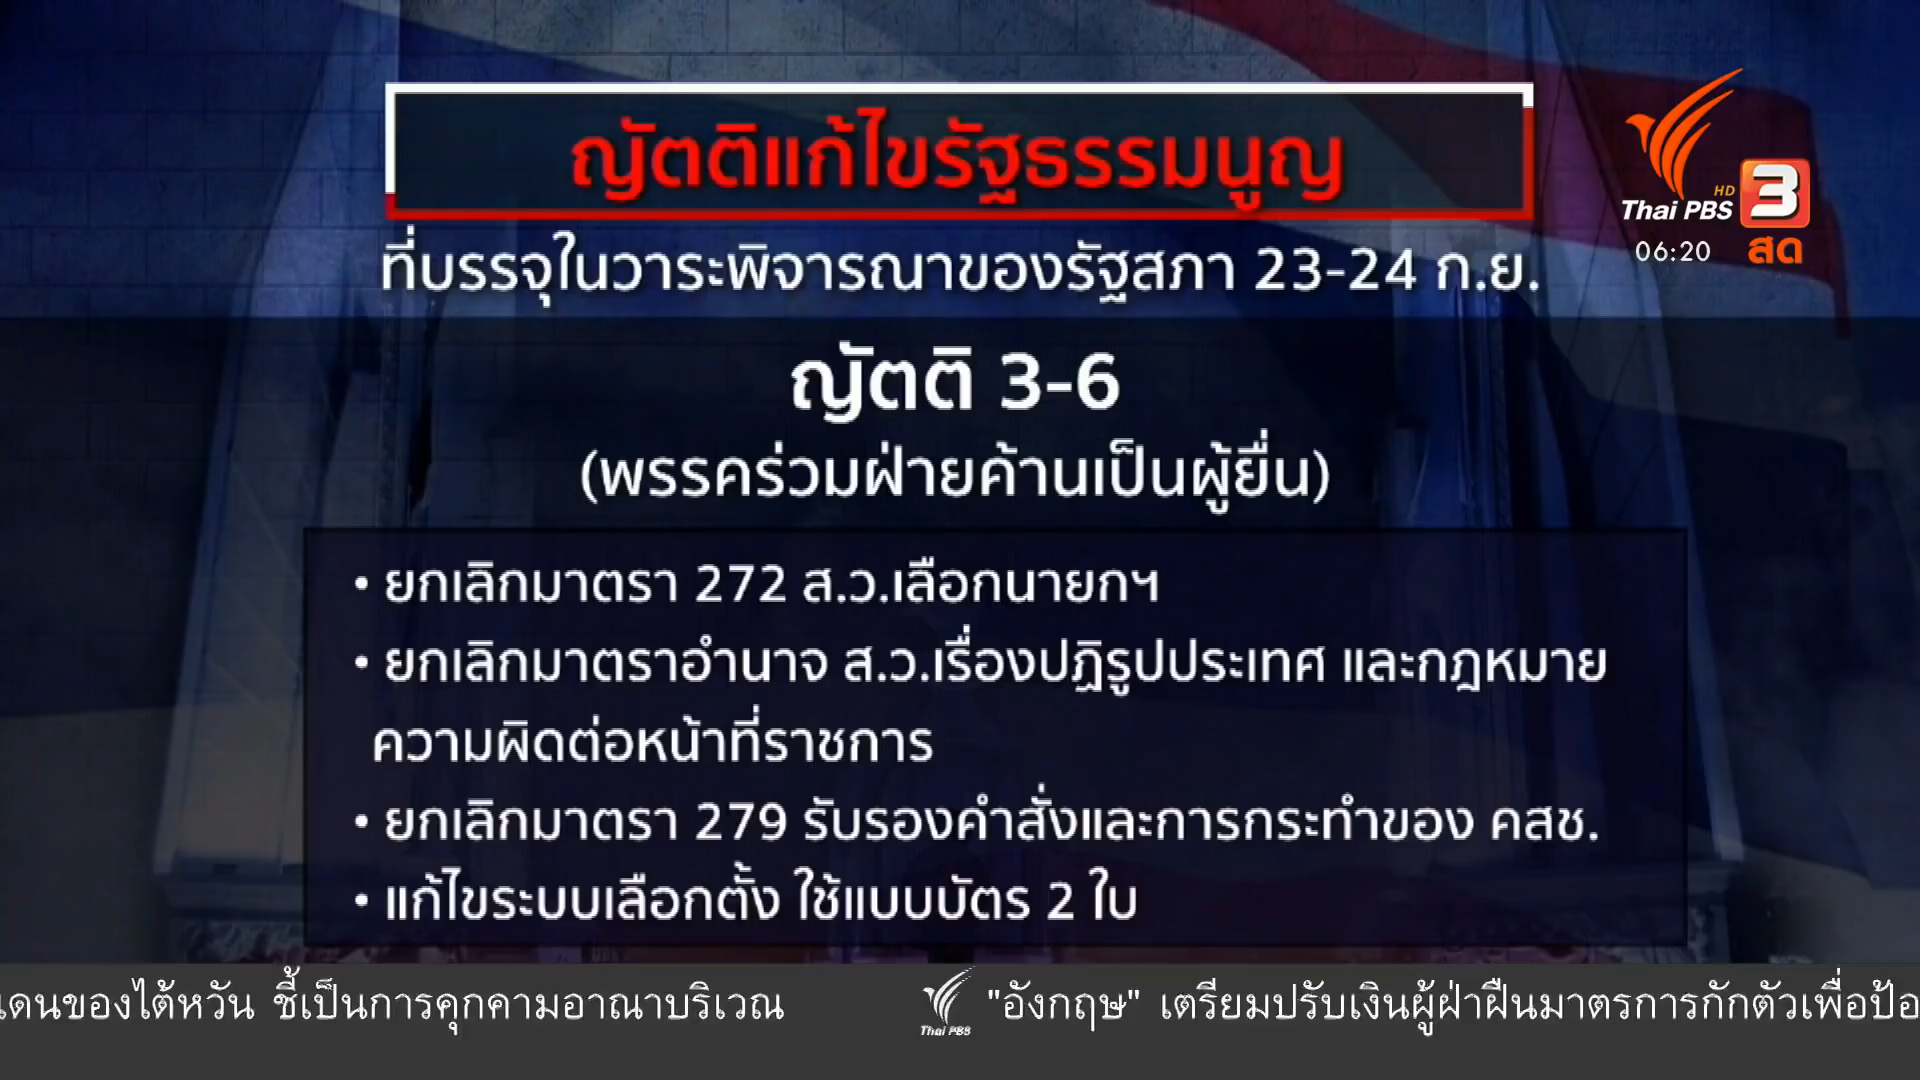 ญัตติแก้ไขรัฐธรรมนูญ
ที่บรรจุในวาระพิจารณาของรัฐสภา 23-24 ก.ย.
HD
Thai PBS 3
06:20 สด
ญัตติ 3-6
(พรรคร่วมฝ่ายค้านเป็นผู้ยื่น)
• ยกเลิกมาตรา 272 ส.ว.เลือกนายกฯ
• ยกเลิกมาตราอำนาจ ส.ว.เรื่องปฏิรูปประเทศ และกฎหมาย
ความผิดต่อหน้าที่ราชการ
• ยกเลิกมาตรา 279 รับรองคำสั่งและการกระทำของ คสช.
• แก้ไขระบบเลือกตั้ง ใช้แบบบัตร 2 ใบ
แดนของไต้หวัน ชี้เป็นการคุกคามอาณาบริเวณ Thai PBS "อังกฤษ" เตรียมปรับเงินผู้ฝ่าฝืนมาตรการกักตัวเพื่อป้อ